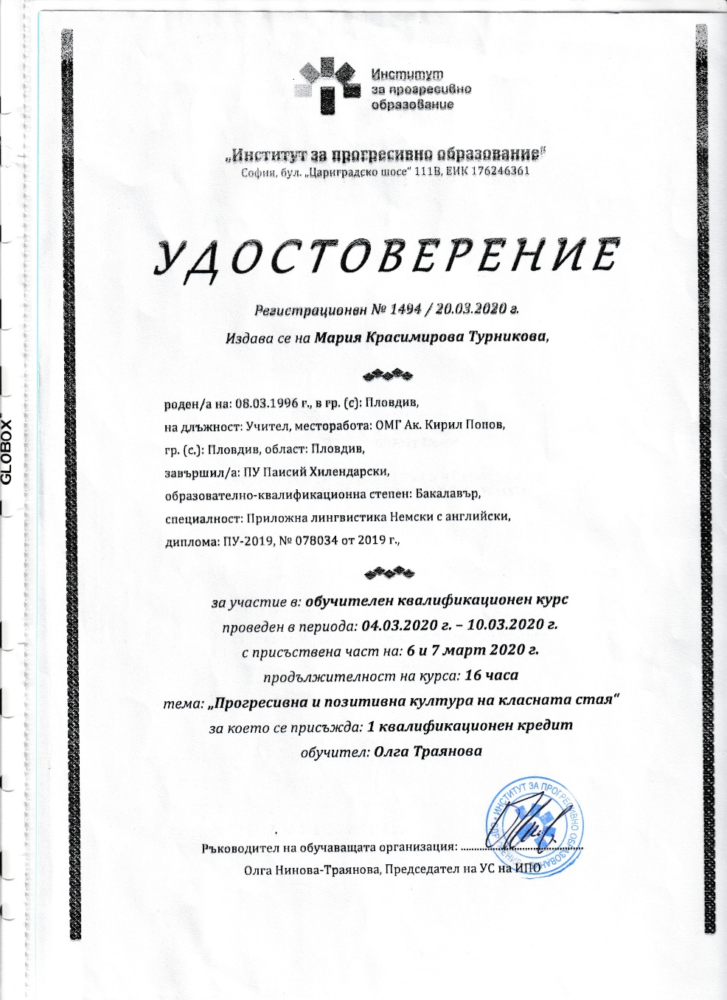 Институт
за прогресивно
образование
„Институт за прогресивно образование“
София, бул. „Цариградско шосе“ 111В, ЕИК 176246361
УДОСТОВЕРЕНИЕ
Регистрационен № 1494 / 20.03.2020 г.
Издава се на Мария Красимирова Турникова,
роден/а на: 08.03.1996 г., в гр. (с): Пловдив,
на длъжност: Учител, месторабота: ОМГ Ак. Кирил Попов,
гр. (с.): Пловдив, област: Пловдив,
завършил/а: ПУ Паисий Хилендарски,
образователно-квалификационна степен: Бакалавър,
специалност: Приложна лингвистика Немски с английски,
диплома: ПУ-2019, № 078034 от 2019 г.,
за участие в: обучителен квалификационен курс
проведен в периода: 04.03.2020 г. – 10.03.2020 г.
с присъствена част на: 6 и 7 март 2020 г.
продължителност на курса: 16 часа
тема: „Прогресивна и позитивна култура на класната стая“
за което се присъжда: 1 квалификационен кредит
обучител: Олга Траянова
ИНСТИТУТ ЗА ПРОГРЕСИВНО ОБРАЗОВАНИЕ
Ръководител на обучаващата организация: ........................................
Олга Нинова-Траянова, Председател на УС на ИПО
GLOBOX